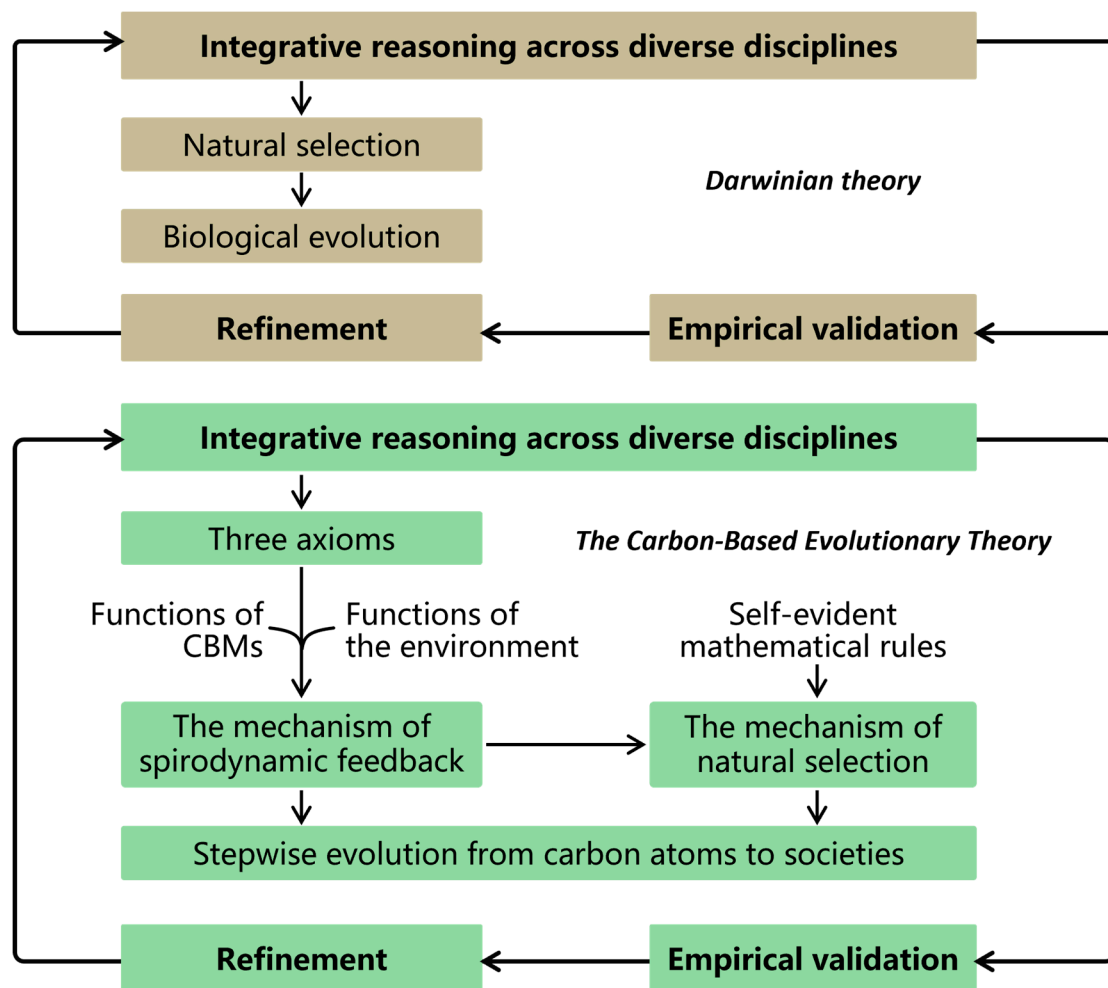 Integrative reasoning across diverse disciplines
Natural selection
Darwinian theory
Biological evolution
Refinement
Empirical validation
Integrative reasoning across diverse disciplines
Three axioms
The Carbon-Based Evolutionary Theory
Functions of
CBMs
Functions of
the environment
Self-evident
mathematical rules
The mechanism of
spirodynamic feedback
The mechanism of
natural selection
Stepwise evolution from carbon atoms to societies
Refinement
Empirical validation